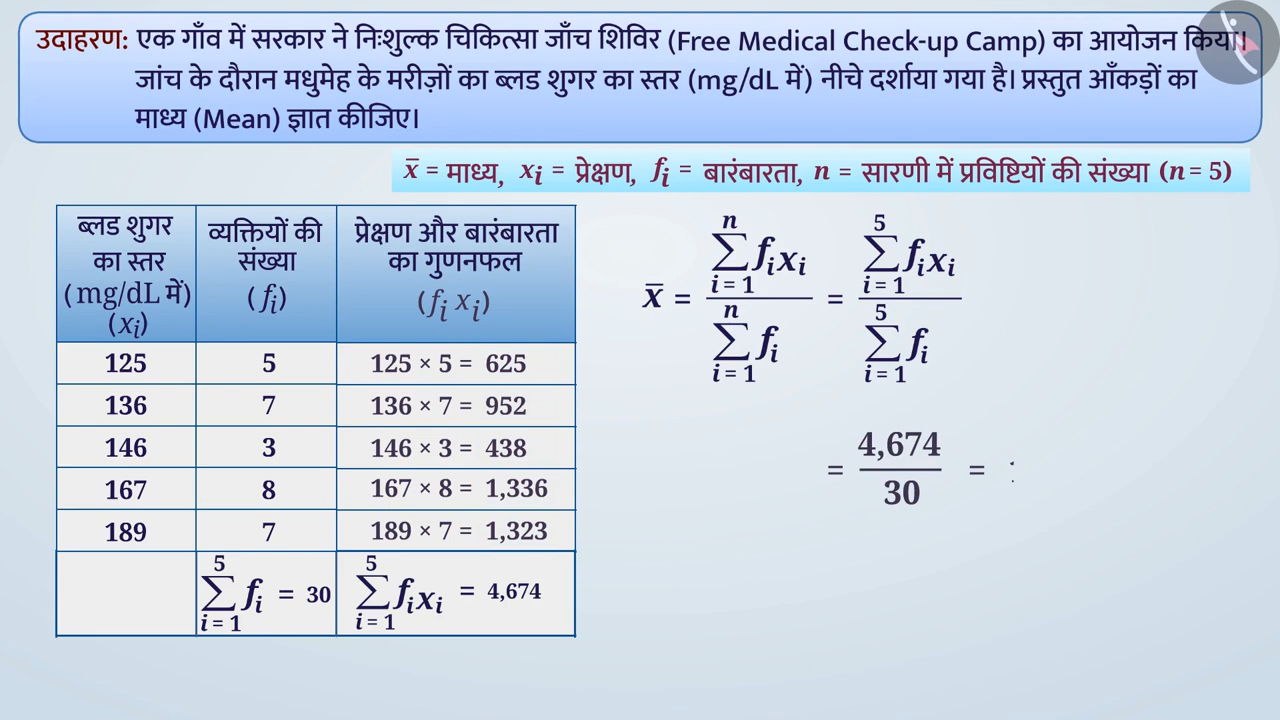 उदाहरण: एक गाँव में सरकार ने निःशुल्क चिकित्सा जाँच शिविर (Free Medical Check-up Camp) का आयोजन किया।
जांच के दौरान मधुमेह के मरीज़ों का ब्लड शुगर का स्तर (mg/dL में) नीचे दर्शाया गया है। प्रस्तुत आँकड़ों का
माध्य (Mean) ज्ञात कीजिए।
x̄ = माध्य, xᵢ = प्रेक्षण, fᵢ = बारंबारता, n = सारणी में प्रविष्टियों की संख्या (n = 5)
ब्लड शुगर का स्तर (mg/dL में) (xᵢ) व्यक्तियों की संख्या (fᵢ) प्रेक्षण और बारंबारता का गुणनफल (fᵢ xᵢ)
125 5 125 × 5 = 625
136 7 136 × 7 = 952
146 3 146 × 3 = 438
167 8 167 × 8 = 1,336
189 7 189 × 7 = 1,323
5 ∑ i = 1 fᵢ = 30 5 ∑ i = 1 fᵢxᵢ = 4,674
x̄ = n ∑ i = 1 fᵢxᵢ / n ∑ i = 1 fᵢ = 5 ∑ i = 1 fᵢxᵢ / 5 ∑ i = 1 fᵢ
= 4,674 / 30 =